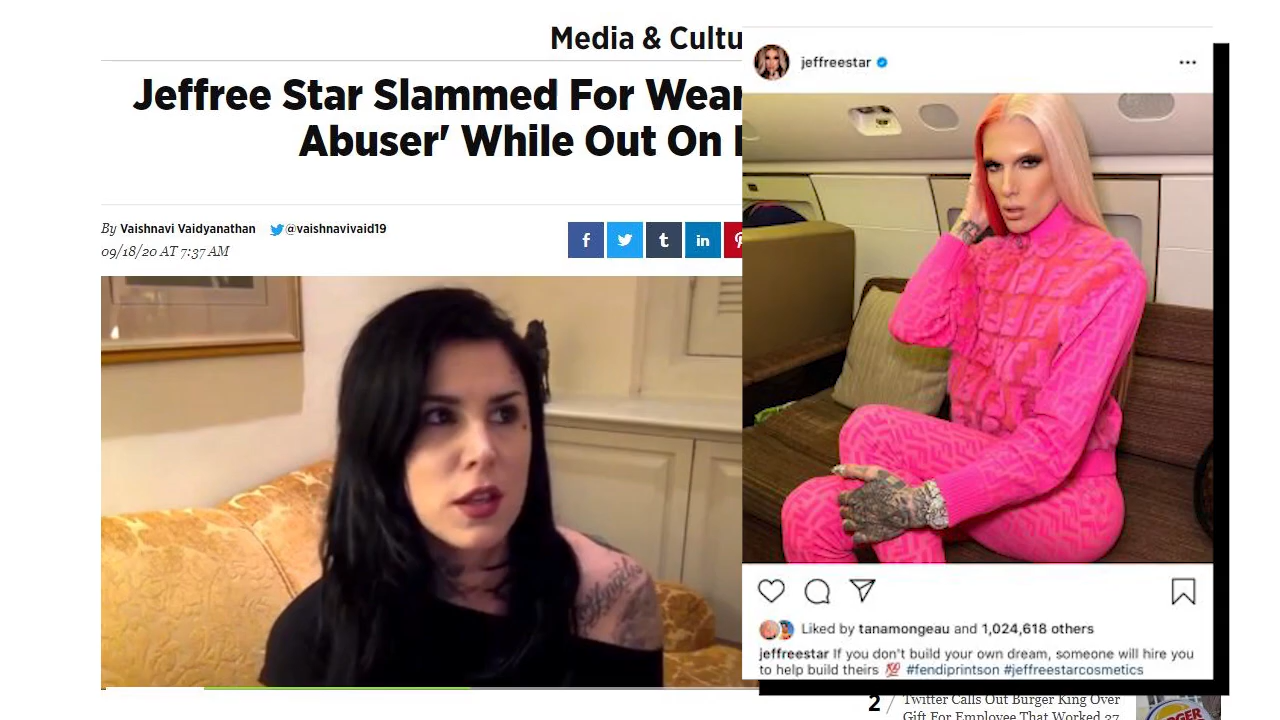 Media & Cultu
Jeffree Star Slammed For Wear
Abuser' While Out On
By Vaishnavi Vaidyanathan @vaishnavivaid19
09/18/20 AT 7:37 AM
f t in
jeffreestar
Liked by tanamongeau and 1,024,618 others
jeffreestar If you don't build your own dream, someone will hire you
to help build theirs 💯 #fendiprintson #jeffreestarcosmetics
2 / Twitter Calls Out Burger King Over
Gift For Employee That Worked 27